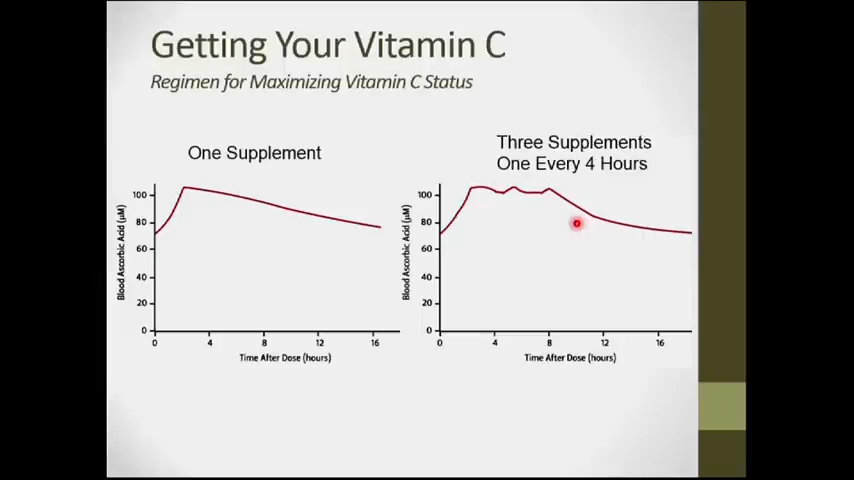 Getting Your Vitamin C
Regimen for Maximizing Vitamin C Status
One Supplement
100
80
60
40
20
0
0 4 8 12 16
Blood Ascorbic Acid (µM)
Time After Dose (hours)
Three Supplements
One Every 4 Hours
100
80
60
40
20
0
0 4 8 12 16
Blood Ascorbic Acid (µM)
Time After Dose (hours)